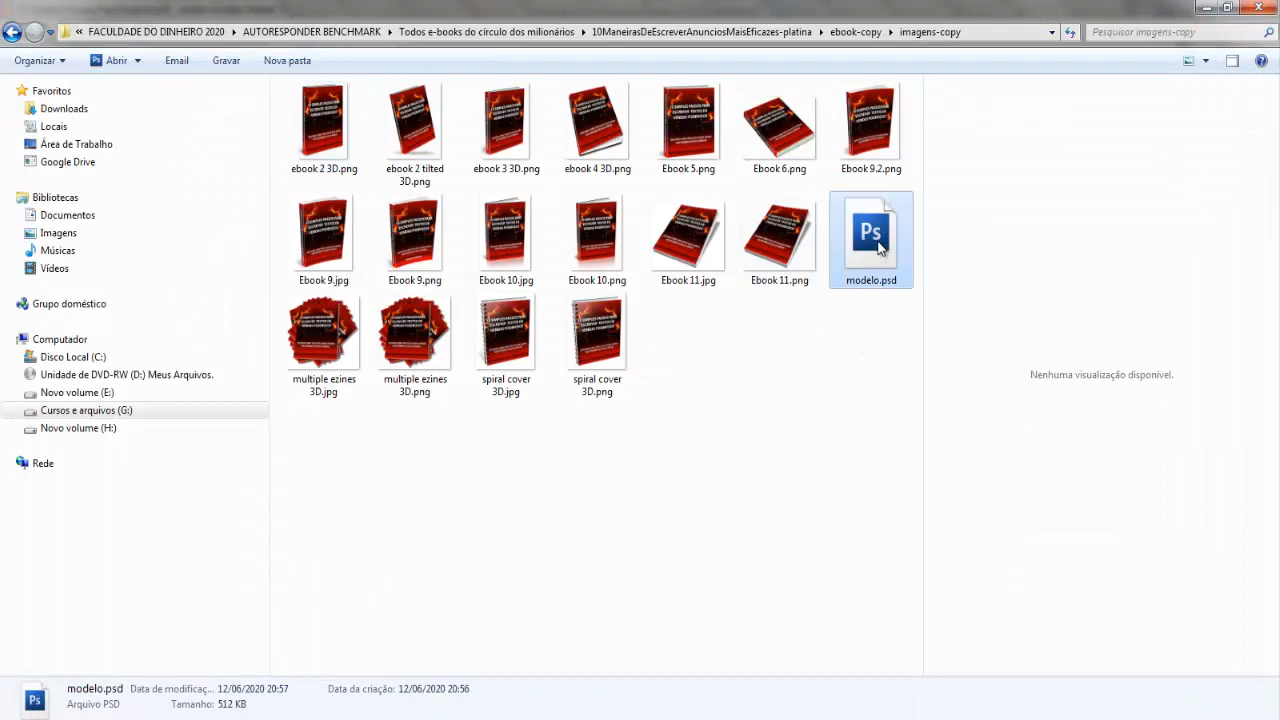 « FACULDADE DO DINHEIRO 2020 ▸ AUTORESPONDER BENCHMARK ▸ Todos e-books do círculo dos milionários ▸ 10ManeirasDeEscreverAnunciosMaisEficazes-platina ▸ ebook-copy ▸ imagens-copy
Pesquisar imagens-copy
Organizar Abrir Email Gravar Nova pasta
Favoritos
Downloads
Locais
Área de Trabalho
Google Drive
Bibliotecas
Documentos
Imagens
Músicas
Vídeos
Grupo doméstico
Computador
Disco Local (C:)
Unidade de DVD-RW (D:) Meus Arquivos.
Novo volume (E:)
Cursos e arquivos (G:)
Novo volume (H:)
Rede
ebook 2 3D.png
ebook 2 tilted
3D.png
ebook 3 3D.png
ebook 4 3D.png
Ebook 5.png
Ebook 6.png
Ebook 9.2.png
Ebook 9.jpg
Ebook 9.png
Ebook 10.jpg
Ebook 10.png
Ebook 11.jpg
Ebook 11.png
Ps
modelo.psd
multiple ezines
3D.jpg
multiple ezines
3D.png
spiral cover
3D.jpg
spiral cover
3D.png
Nenhuma visualização disponível.
Ps
modelo.psd Data de modificaç... 12/06/2020 20:57 Data da criação: 12/06/2020 20:56
Arquivo PSD Tamanho: 512 KB